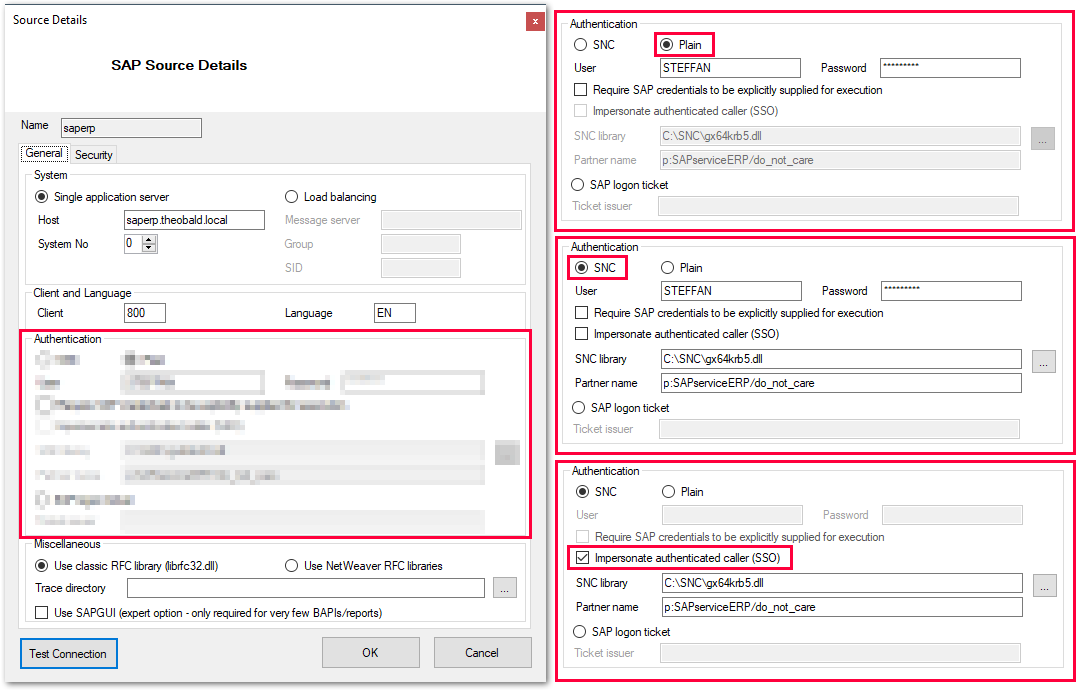 Source Details
x
SAP Source Details
Name saperp
General Security
System
Single application server Load balancing
Host saperp.theobald.local Message server
System No 0 Group
SID
Client and Language
Client 800 Language EN
Authentication
Miscellaneous
Use classic RFC library (librfc32.dll) Use NetWeaver RFC libraries
Trace directory ...
Use SAPGUI (expert option - only required for very few BAPIs/reports)
Test Connection OK Cancel
Authentication
SNC Plain
User STEFFAN Password *********
Require SAP credentials to be explicitly supplied for execution
Impersonate authenticated caller (SSO)
SNC library C:\SNC\gx64krb5.dll ...
Partner name p:SAPserviceERP/do_not_care
SAP logon ticket
Ticket issuer
Authentication
SNC Plain
User STEFFAN Password *********
Require SAP credentials to be explicitly supplied for execution
Impersonate authenticated caller (SSO)
SNC library C:\SNC\gx64krb5.dll ...
Partner name p:SAPserviceERP/do_not_care
SAP logon ticket
Ticket issuer
Authentication
SNC Plain
User Password
Require SAP credentials to be explicitly supplied for execution
Impersonate authenticated caller (SSO)
SNC library C:\SNC\gx64krb5.dll ...
Partner name p:SAPserviceERP/do_not_care
SAP logon ticket
Ticket issuer